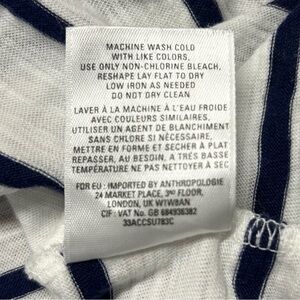 MACHINE WASH COLD
WITH LIKE COLORS,
USE ONLY NON-CHLORINE BLEACH,
RESHAPE LAY FLAT TO DRY
LOW IRON AS NEEDED
DO NOT DRY CLEAN
LAVER À LA MACHINE À L'EAU FROIDE
AVEC COULEURS SIMILAIRES,
UTILISER UN AGENT DE BLANCHIMENT
SANS CHLORE SI NÉCESSAIRE,
METTRE EN FORME ET SÉCHER À PLAT
REPASSER, AU BESOIN, À TRÈS BASSE
TEMPÉRATURE NE PAS NETTOYER À SEC
FOR EU : IMPORTED BY ANTHROPOLOGIE
24 MARKET PLACE, 3RD FLOOR,
LONDON, UK W1W8AN
CIF : VAT No. GB 684936382
33ACCSU783C